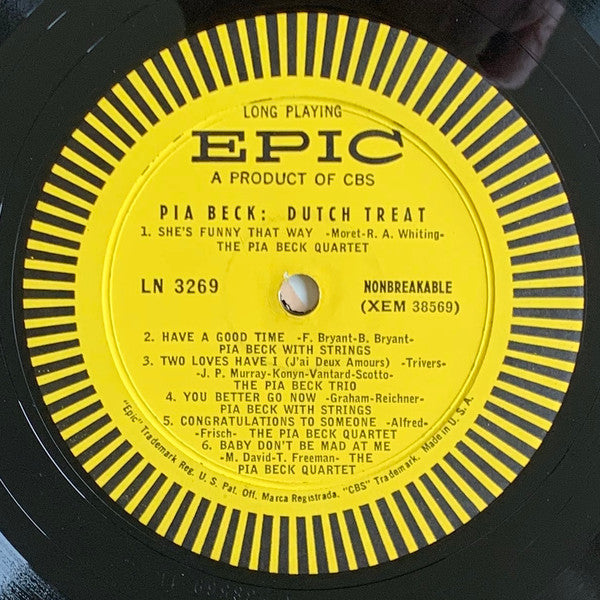 LONG PLAYING
EPIC
A PRODUCT OF CBS
PIA BECK: DUTCH TREAT
1. SHE'S FUNNY THAT WAY -Moret-R. A. Whiting-
THE PIA BECK QUARTET
LN 3269
NONBREAKABLE
(XEM 38569)
2. HAVE A GOOD TIME -F. Bryant-B. Bryant-
PIA BECK WITH STRINGS
3. TWO LOVES HAVE I (J'ai Deux Amours) -Trivers-
-J. P. Murray-Konyn-Vantard-Scotto-
THE PIA BECK TRIO
4. YOU BETTER GO NOW -Graham-Reichner-
PIA BECK WITH STRINGS
5. CONGRATULATIONS TO SOMEONE -Alfred-
-Frisch- THE PIA BECK QUARTET
6. BABY DON'T BE MAD AT ME
-M. David-T. Freeman- THE
PIA BECK QUARTET
"Epic" Trademark Reg. U. S. Pat. Off. Marca Registrada. "CBS" Trademark. Made in U. S. A.